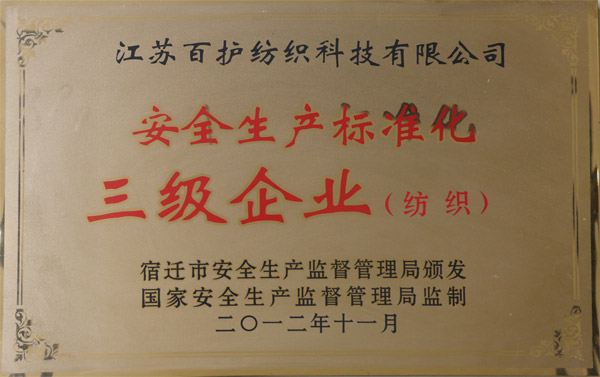 江苏百护纺织科技有限公司
安全生产标准化
三级企业（纺织）
宿迁市安全生产监督管理局颁发
国家安全生产监督管理局监制
二〇一二年十一月